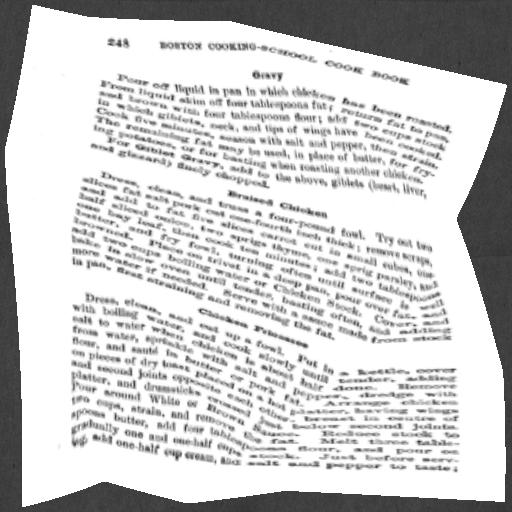 248 BOSTON COOKING-SCHOOL COOK BOOK
Gravy
Pour off liquid in pan in which chicken has been roasted.
From liquid skim off four tablespoons fat; return fat to pan,
and brown with four tablespoons flour; add two cups stock
in which giblets, neck, and tips of wings have been cooked.
Cook five minutes, season with salt and pepper, then strain.
The remaining fat may be used, in place of butter, for fry-
ing potatoes, or for basting when roasting another chicken.
For Giblet Gravy, add to the above, giblets (heart, liver,
and gizzard) finely chopped.
Braised Chicken
Dress, clean, and truss a four-pound fowl. Try out two
slices fat salt pork cut one-fourth inch thick; remove scraps,
and add to fat five slices carrot cut in small cubes, one-
half sliced onion, two sprigs thyme, one sprig parsley, and
bay leaf, then cook ten minutes; add two tablespoons
butter, and fry fowl, turning often until surface is well
browned. Place on trivet in a deep pan, pour over fat, and
add two cups boiling water or Chicken Stock. Cover, and
bake in slow oven until tender, basting often, and adding
more water if needed. Serve with a sauce made from stock
in pan, first straining and removing the fat.
Chicken Fricassee
Dress, clean, and cut up a fowl. Put in a kettle, cover
with boiling water, and cook slowly until tender, adding
salt to water when chicken is about half done. Remove
from water, sprinkle with salt and pepper, dredge with
flour, and sauté in butter or pork fat. Arrange chicken
on pieces of dry toast placed on a hot platter, having wings
and second joints opposite each other, breast in centre of
platter, and drumsticks crossed just below second joints.
Pour around White or Brown Sauce. Reduce stock to
two cups, strain, and remove the fat. Melt three table-
spoons butter, add four tablespoons flour, and pour on
gradually one and one-half cups stock. Just before serv-
ing, add one-half cup cream, and salt and pepper to taste;